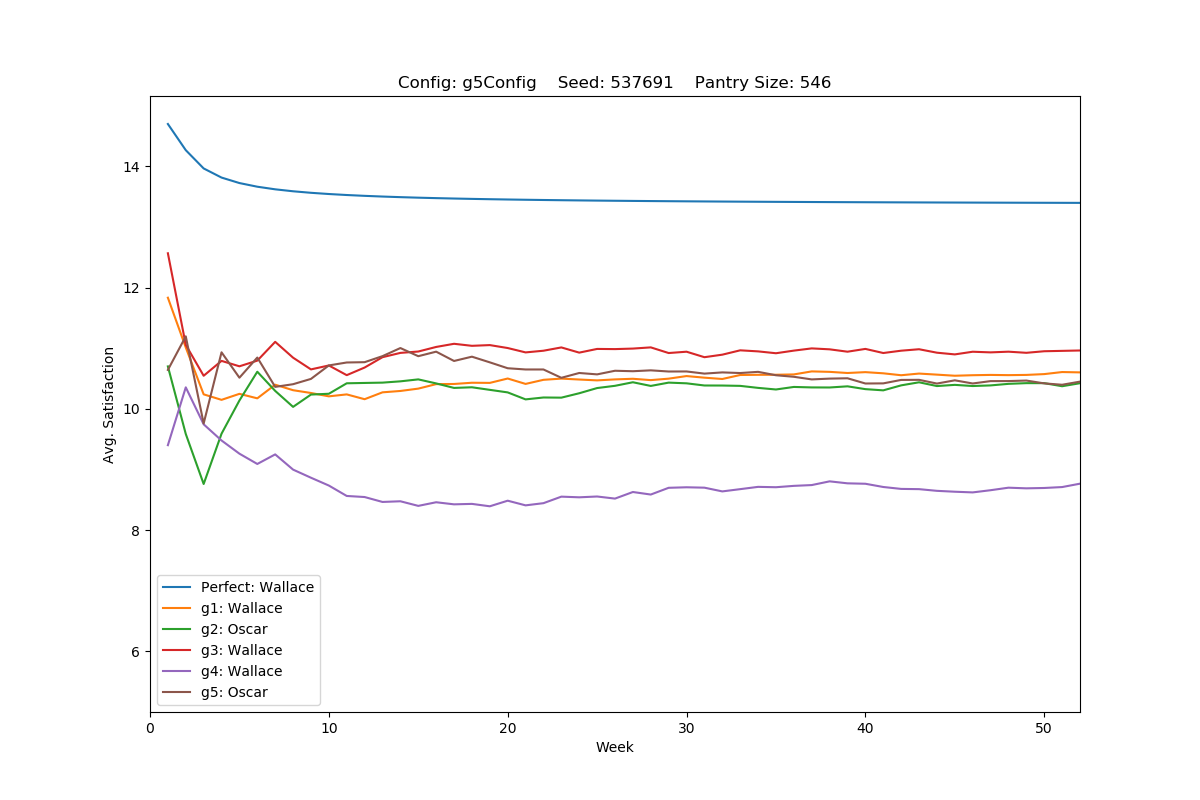 Config: g5Config    Seed: 537691    Pantry Size: 546
Avg. Satisfaction
14
12
10
8
6
Perfect: Wallace
g1: Wallace
g2: Oscar
g3: Wallace
g4: Wallace
g5: Oscar
0 10 20 30 40 50
Week